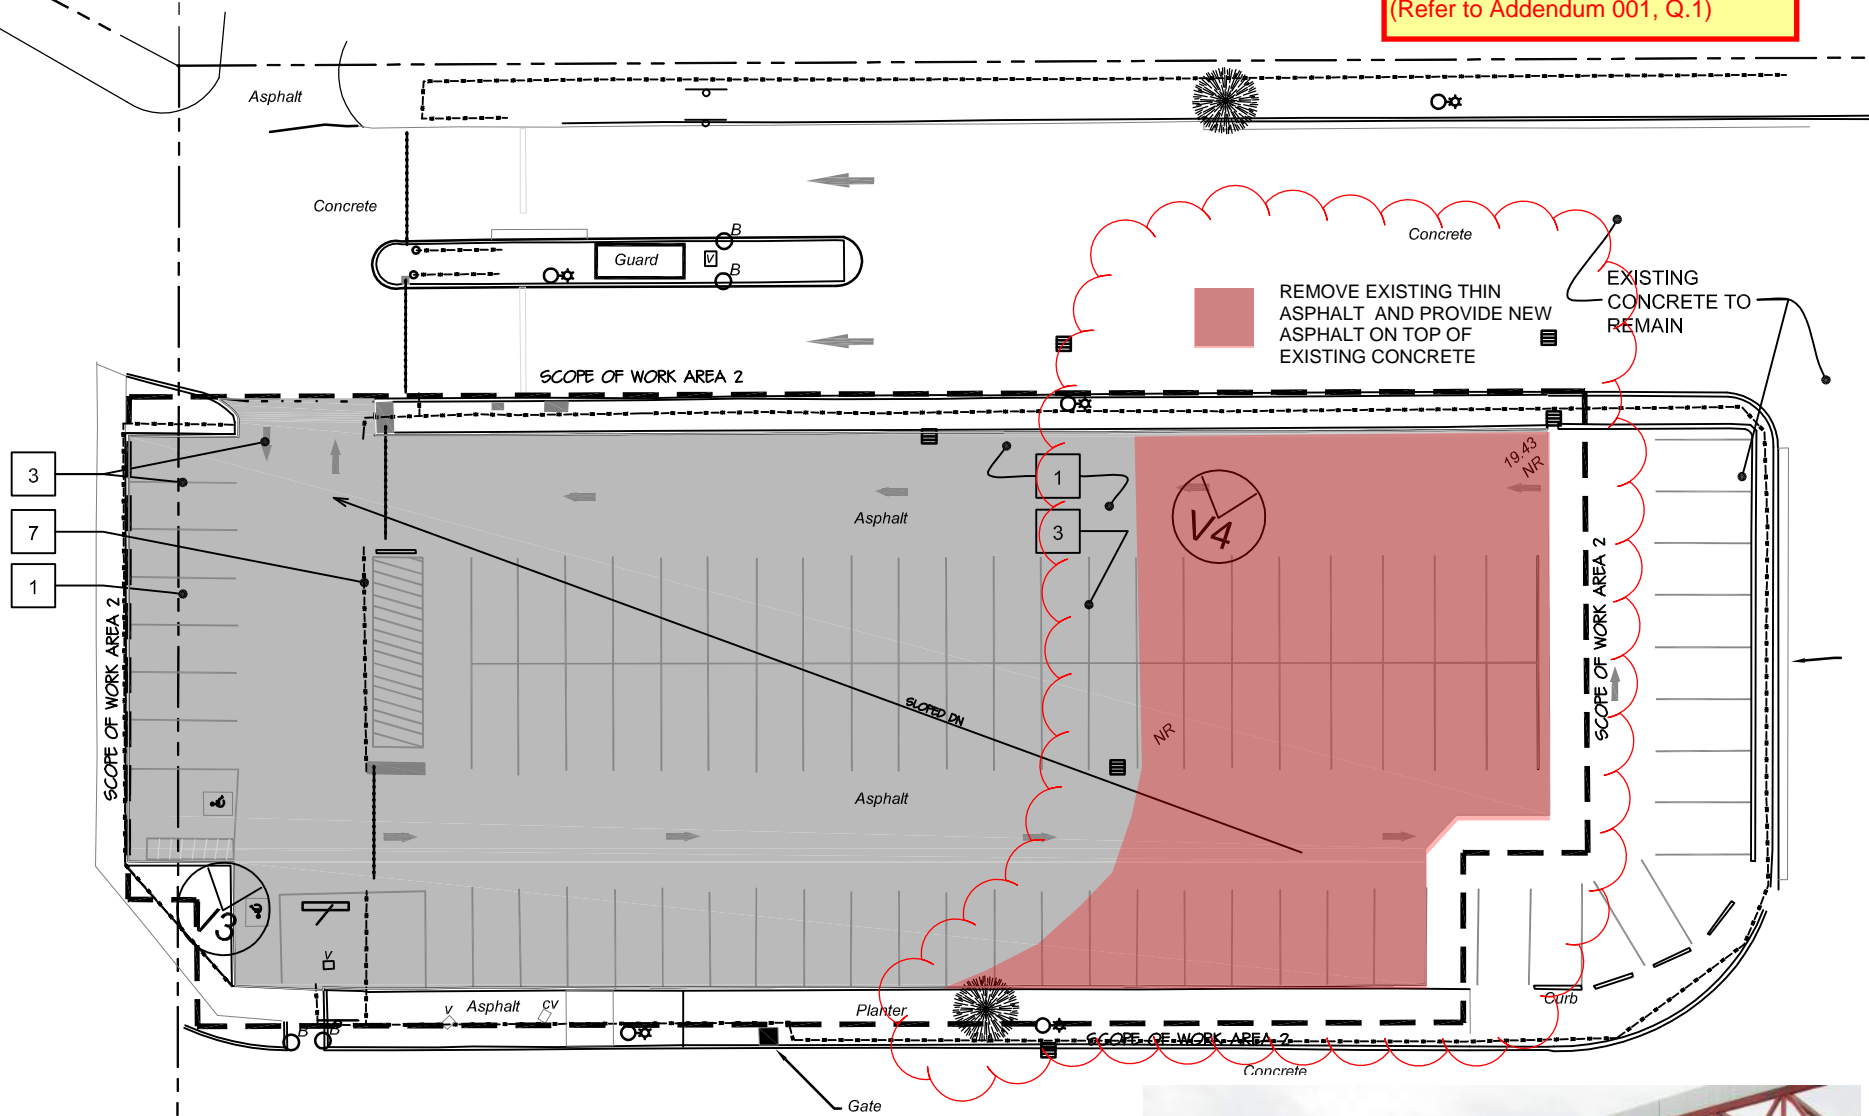 (Refer to Addendum 001, Q.1)
Asphalt
Concrete
B
Guard
V
B
Concrete
REMOVE EXISTING THIN
ASPHALT AND PROVIDE NEW
ASPHALT ON TOP OF
EXISTING CONCRETE
EXISTING
CONCRETE TO
REMAIN
SCOPE OF WORK AREA 2
3
7
1
1
3
Asphalt
V4
19.43
NR
SCOPE OF WORK AREA 2
SCOPE OF WORK AREA 2
SLOPED DN
NR
Asphalt
V3
V
V
Asphalt
CV
Planter
Curb
B
B
SCOPE OF WORK AREA 2
Concrete
Gate